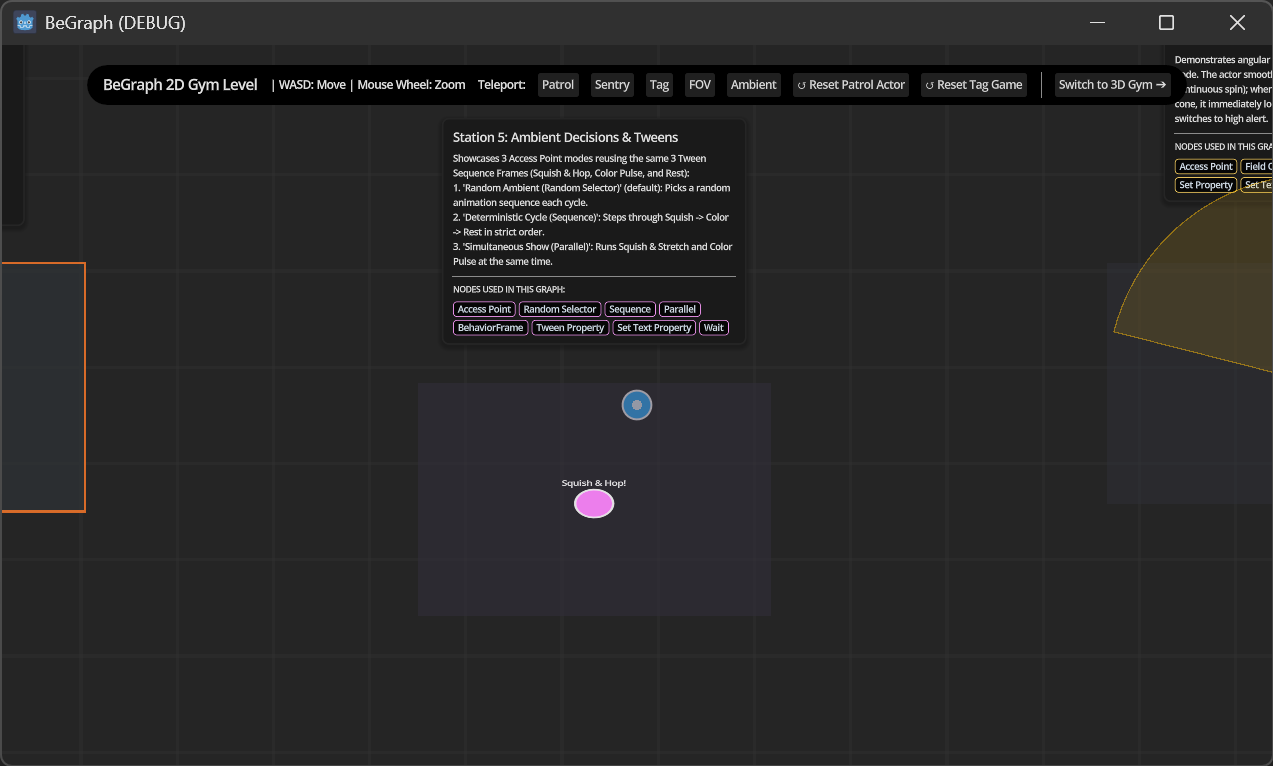 BeGraph (DEBUG)
BeGraph 2D Gym Level | WASD: Move | Mouse Wheel: Zoom Teleport: Patrol Sentry Tag FOV Ambient ↺ Reset Patrol Actor ↺ Reset Tag Game Switch to 3D Gym →
Station 5: Ambient Decisions & Tweens
Showcases 3 Access Point modes reusing the same 3 Tween
Sequence Frames (Squish & Hop, Color Pulse, and Rest):
1. 'Random Ambient (Random Selector)' (default): Picks a random
animation sequence each cycle.
2. 'Deterministic Cycle (Sequence)': Steps through Squish -> Color
-> Rest in strict order.
3. 'Simultaneous Show (Parallel)': Runs Squish & Stretch and Color
Pulse at the same time.
NODES USED IN THIS GRAPH:
Access Point Random Selector Sequence Parallel
BehaviorFrame Tween Property Set Text Property Wait
Squish & Hop!
Demonstrates angular
The actor smoot
continuous spin); when
cone, it immediately lo
switches to high alert.
NODES USED IN THIS GRA
Access Point Field
Set Property Set Te